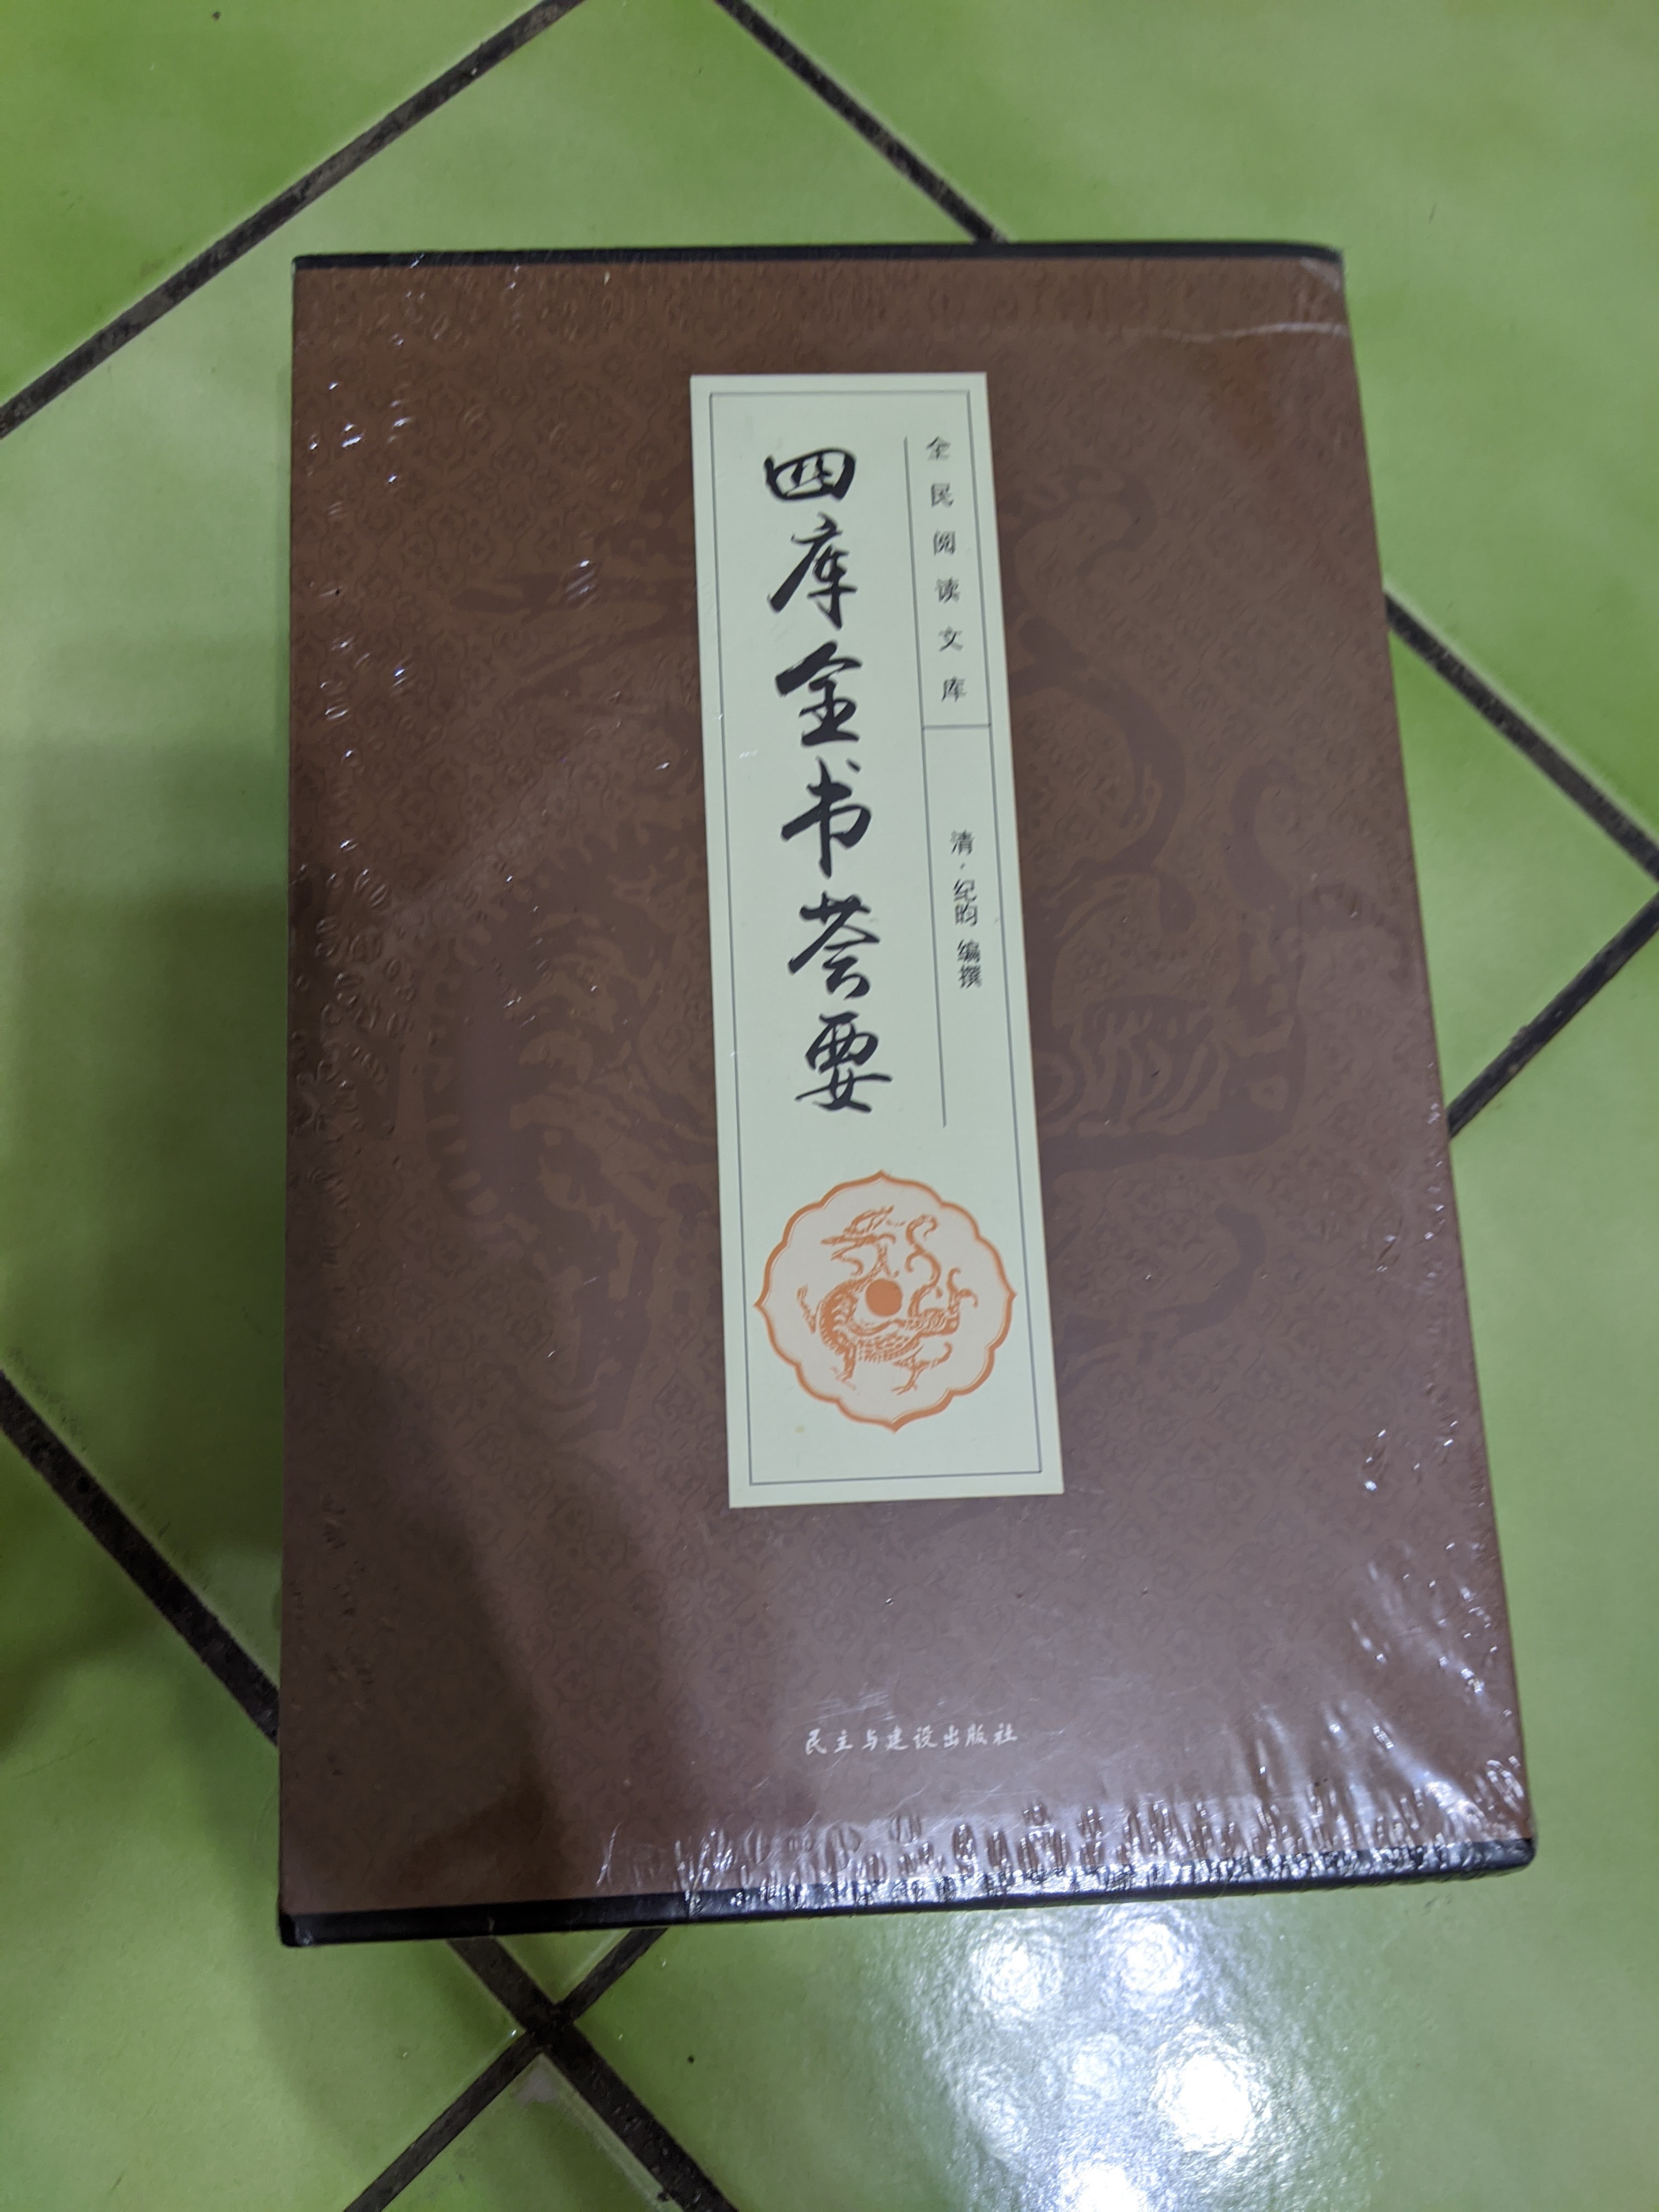 全民阅读文库
清·纪昀 编撰
四库全书荟要
民主与建设出版社